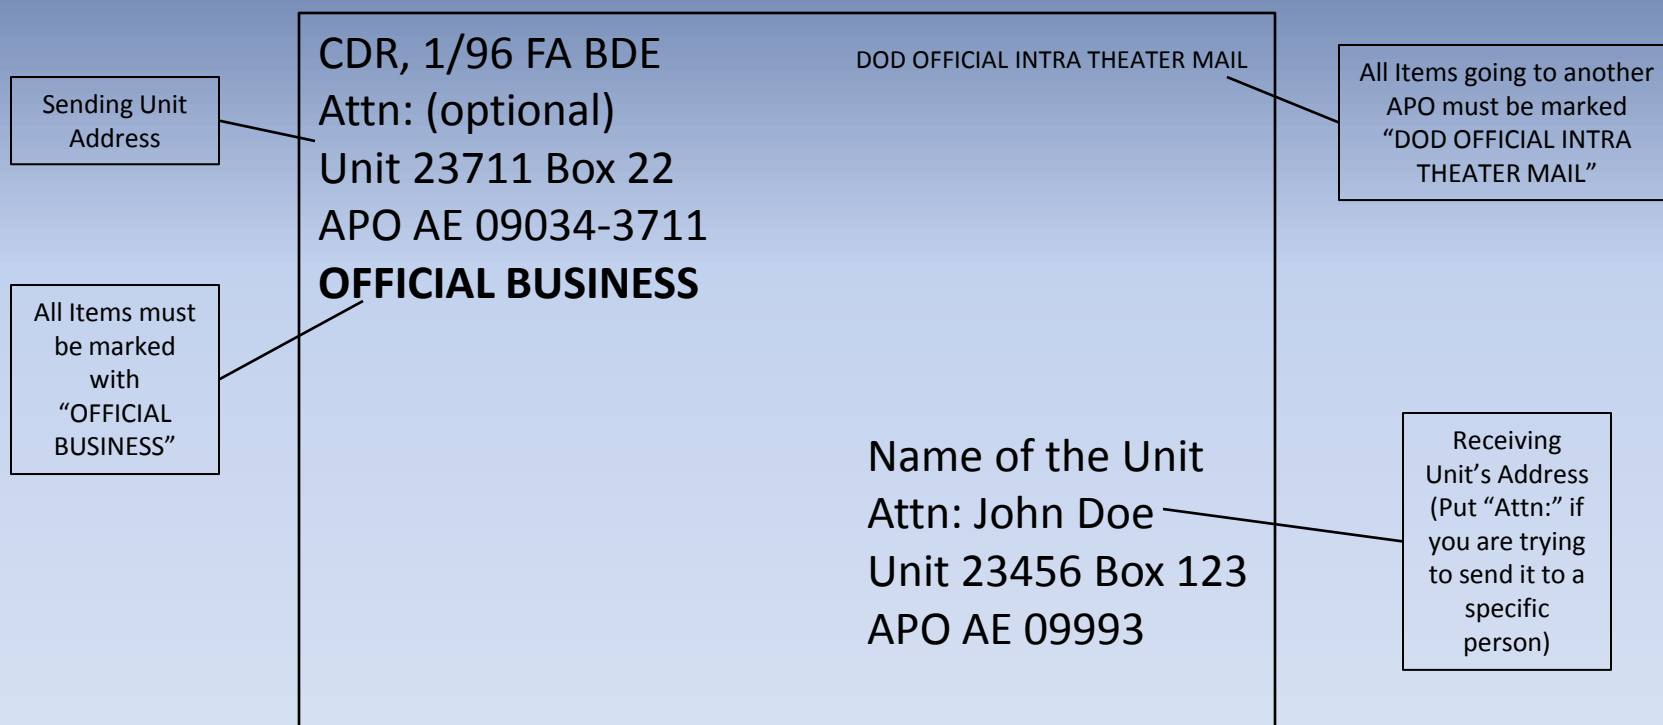 CDR, 1/96 FA BDE
Attn: (optional)
Unit 23711 Box 22
APO AE 09034-3711
OFFICIAL BUSINESS
DOD OFFICIAL INTRA THEATER MAIL
Sending Unit
Address
All Items going to another
APO must be marked
“DOD OFFICIAL INTRA
THEATER MAIL”
All Items must
be marked
with
“OFFICIAL
BUSINESS”
Name of the Unit
Attn: John Doe
Unit 23456 Box 123
APO AE 09993
Receiving
Unit’s Address
(Put “Attn:” if
you are trying
to send it to a
specific
person)